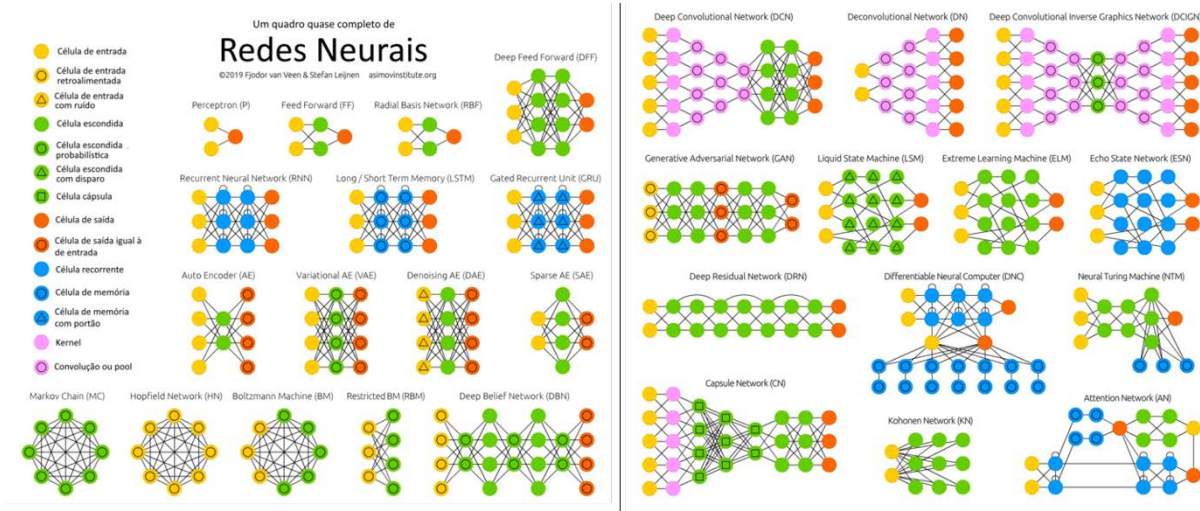 Um quadro quase completo de
Redes Neurais
©2019 Fjodor van Veen & Stefan Leijnen asimovinstitute.org
Célula de entrada
Célula de entrada
retroalimentada
Célula de entrada
com ruído
Célula escondida
Célula escondida
probabilística
Célula escondida
com disparo
Célula cápsula
Célula de saída
Célula de saída igual à
de entrada
Célula recorrente
Célula de memória
Célula de memória
com portão
Kernel
Convolução ou pool
Deep Feed Forward (DFF)
Perceptron (P)
Feed Forward (FF)
Radial Basis Network (RBF)
Recurrent Neural Network (RNN)
Long / Short Term Memory (LSTM)
Gated Recurrent Unit (GRU)
Auto Encoder (AE)
Variational AE (VAE)
Denoising AE (DAE)
Sparse AE (SAE)
Markov Chain (MC)
Hopfield Network (HN)
Boltzmann Machine (BM)
Restricted BM (RBM)
Deep Belief Network (DBN)
Deep Convolutional Network (DCN)
Deconvolutional Network (DN)
Deep Convolutional Inverse Graphics Network (DCIGN)
Generative Adversarial Network (GAN)
Liquid State Machine (LSM)
Extreme Learning Machine (ELM)
Echo State Network (ESN)
Deep Residual Network (DRN)
Differentiable Neural Computer (DNC)
Neural Turing Machine (NTM)
Capsule Network (CN)
Kohonen Network (KN)
Attention Network (AN)